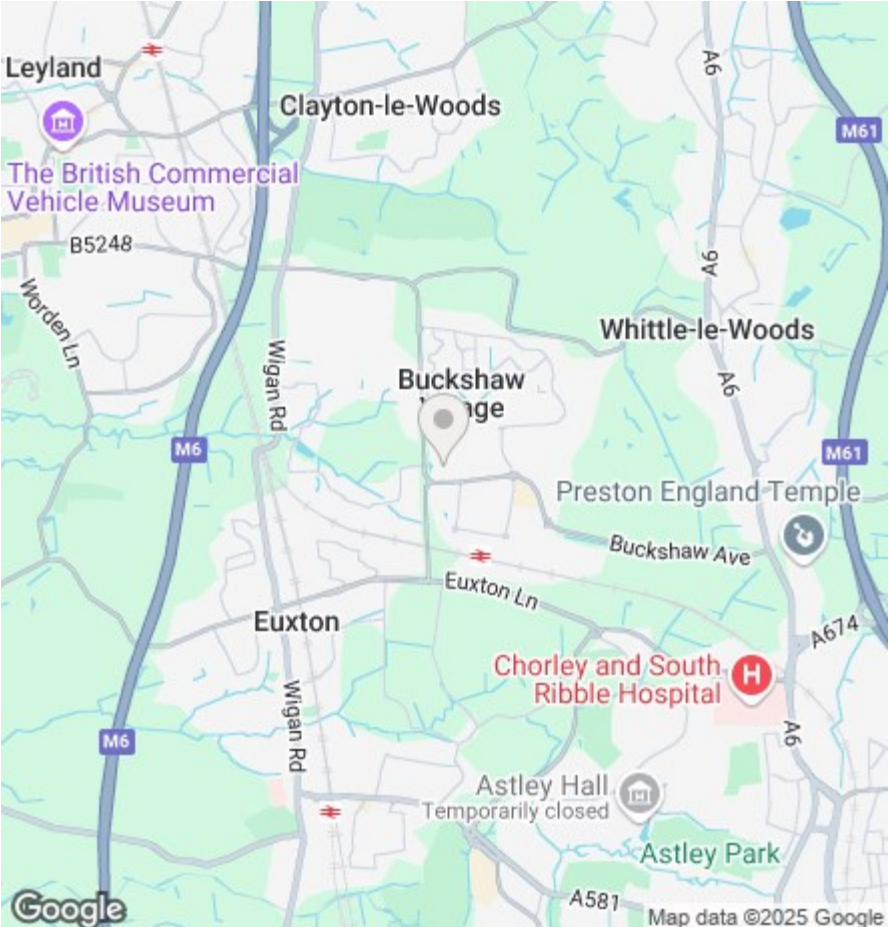 Leyland
Clayton-le-Woods
A6
M61
The British Commercial
Vehicle Museum
B5248
A6
Worden Ln
Whittle-le-Woods
Wigan Rd
Buckshaw
A6
M6
M61
Preston England Temple
Buckshaw Ave
Euxton Ln
Euxton
A674
Chorley and South
Ribble Hospital
H
Wigan Rd
A6
M6
Astley Hall
Temporarily closed
Astley Park
A581
Google
Map data ©2025 Google